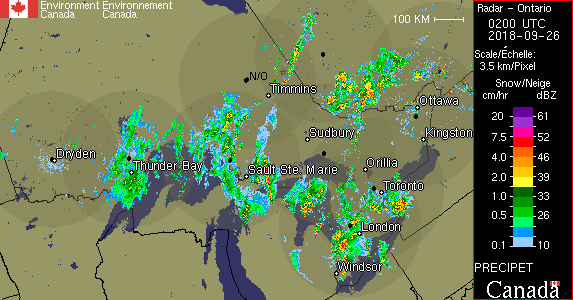 Environment Environnement
Canada Canada
100 KM
N/O
Timmins
Ottawa
Sudbury
Kingston
Dryden
Thunder Bay
Sault Ste. Marie
Orillia
Toronto
London
Windsor
Radar - Ontario
0200 UTC
2018-09-26
Scale/Échelle:
3.5 km/Pixel
Snow/Neige
cm/hr dBZ
20 61
7.5 52
4.0 46
2.0 39
1.0 33
0.5 26
0.1 10
PRECIPET
Canada